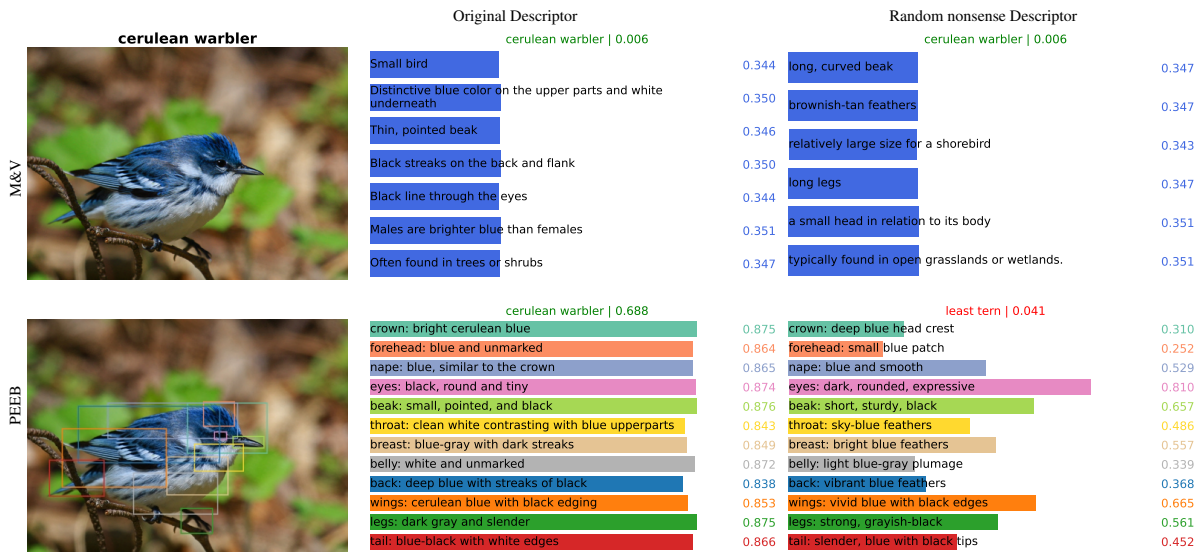 Original Descriptor
Random nonsense Descriptor
cerulean warbler
cerulean warbler | 0.006
cerulean warbler | 0.006
M&V
Small bird 0.344
Distinctive blue color on the upper parts and white
underneath 0.350
Thin, pointed beak 0.346
Black streaks on the back and flank 0.350
Black line through the eyes 0.344
Males are brighter blue than females 0.351
Often found in trees or shrubs 0.347
long, curved beak 0.347
brownish-tan feathers 0.347
relatively large size for a shorebird 0.343
long legs 0.347
a small head in relation to its body 0.351
typically found in open grasslands or wetlands. 0.351
PEEB
cerulean warbler | 0.688
crown: bright cerulean blue 0.875
forehead: blue and unmarked 0.864
nape: blue, similar to the crown 0.865
eyes: black, round and tiny 0.874
beak: small, pointed, and black 0.876
throat: clean white contrasting with blue upperparts 0.843
breast: blue-gray with dark streaks 0.849
belly: white and unmarked 0.872
back: deep blue with streaks of black 0.838
wings: cerulean blue with black edging 0.853
legs: dark gray and slender 0.875
tail: blue-black with white edges 0.866
least tern | 0.041
crown: deep blue head crest 0.310
forehead: small blue patch 0.252
nape: blue and smooth 0.529
eyes: dark, rounded, expressive 0.810
beak: short, sturdy, black 0.657
throat: sky-blue feathers 0.486
breast: bright blue feathers 0.557
belly: light blue-gray plumage 0.339
back: vibrant blue feathers 0.368
wings: vivid blue with black edges 0.665
legs: strong, grayish-black 0.561
tail: slender, blue with black tips 0.452